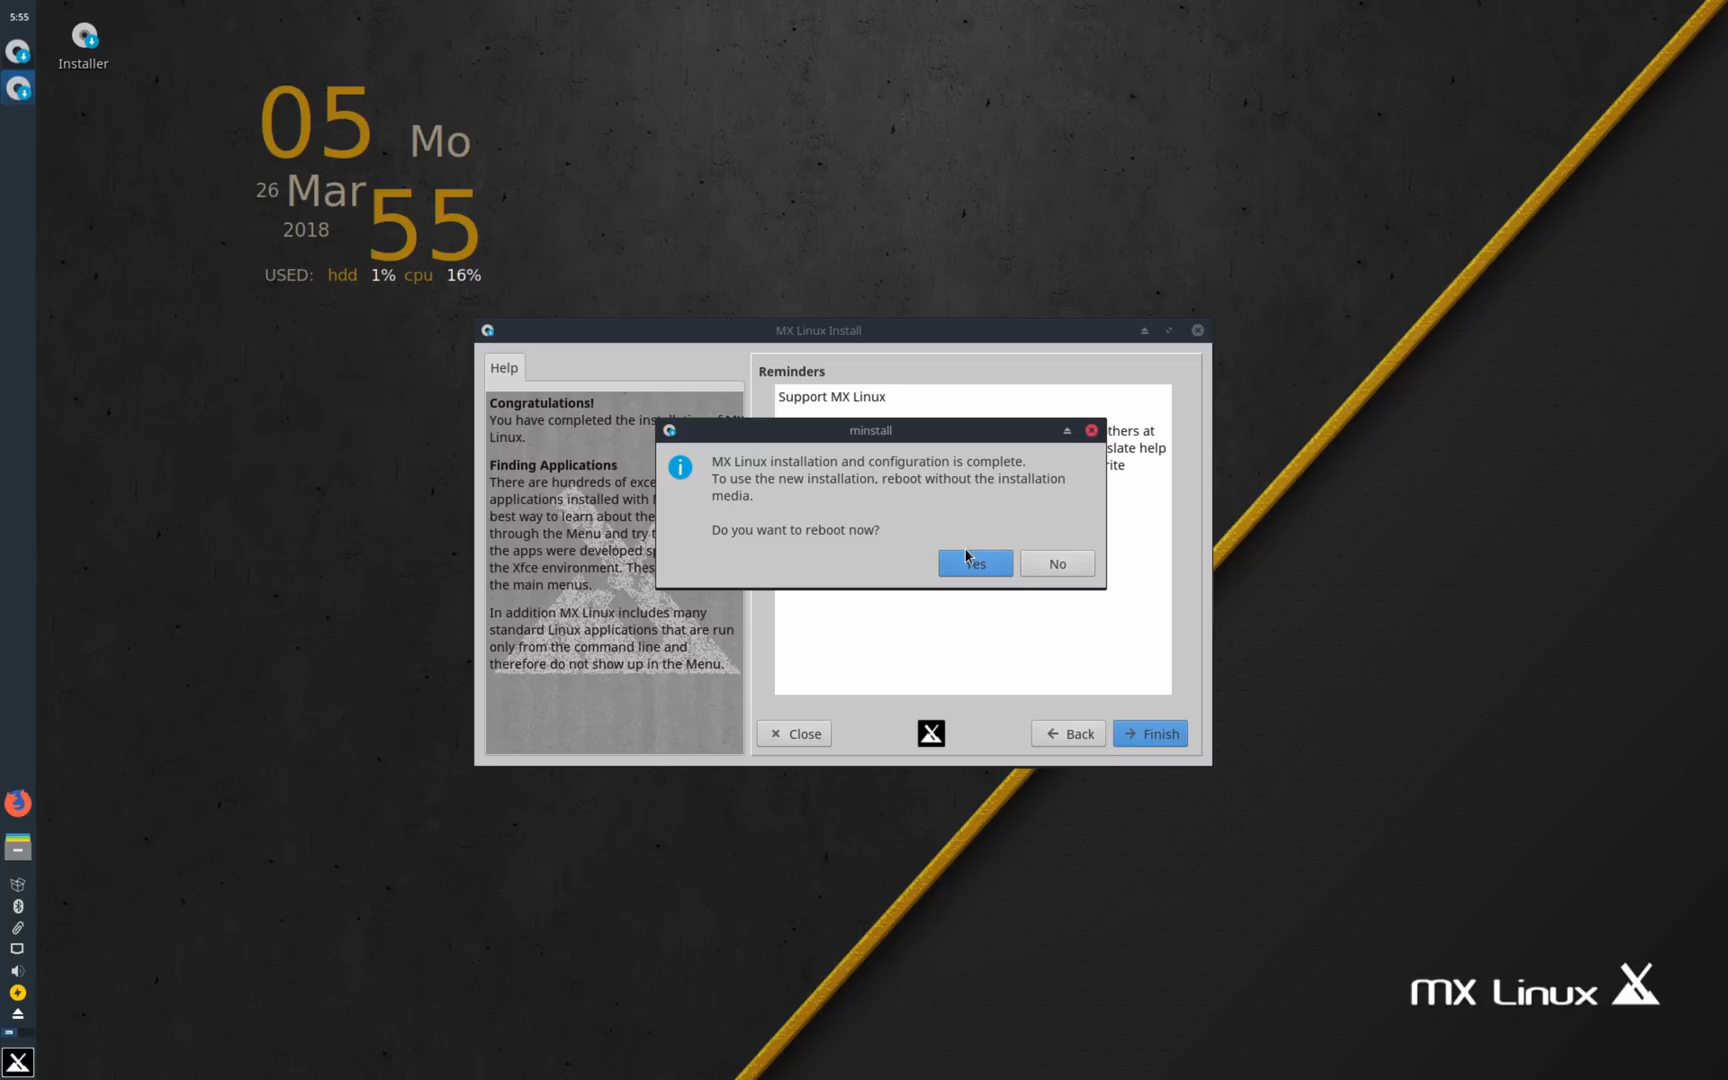 5:55
Installer
05 Mo
26 Mar 55
2018
USED: hdd 1% cpu 16%
MX Linux Install
Help
Congratulations!
You have completed the
Linux.
Finding Applications
There are hundreds of
applications installed with
best way to learn about the
through the Menu and try
the apps were developed
the Xfce environment.
the main menus.
In addition MX Linux includes many
standard Linux applications that are run
only from the command line and
therefore do not show up in the Menu.
Reminders
Support MX Linux
at
help
minstall
MX Linux installation and configuration is complete.
To use the new installation, reboot without the installation
media.
Do you want to reboot now?
Yes
No
Close
Back
Finish
MX Linux